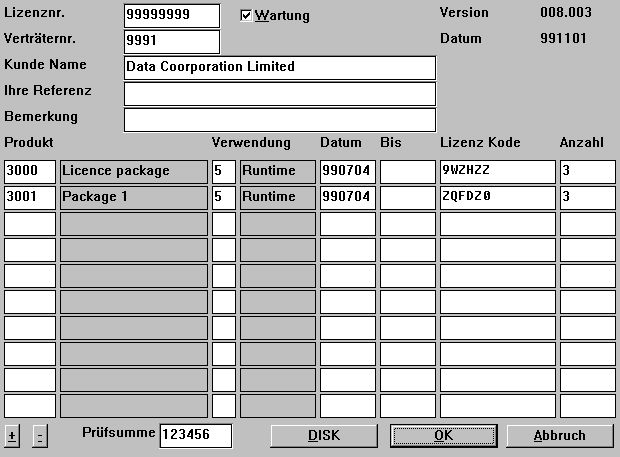 Lizenznr. 99999999 Wartung Version 008.003
Verträternr. 9991 Datum 991101
Kunde Name Data Coorporation Limited
Ihre Referenz
Bemerkung
Produkt Verwendung Datum Bis Lizenz Kode Anzahl
3000 Licence package 5 Runtime 990704 9WZHZZ 3
3001 Package 1 5 Runtime 990704 ZQFDZ0 3
+ - Prüfsumme 123456 DISK OK Abbruch